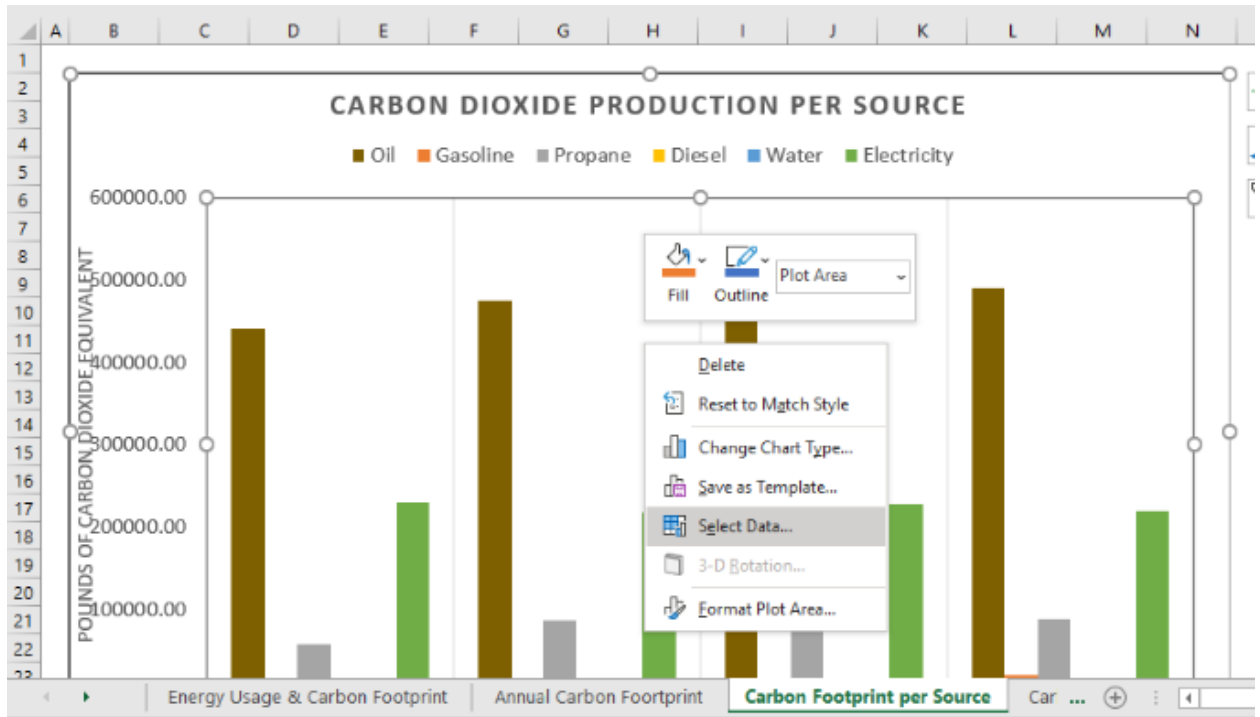 A B C D E F G H I J K L M N
1
2
3
4
5
6
7
8
9
10
11
12
13
14
15
16
17
18
19
20
21
22
23
CARBON DIOXIDE PRODUCTION PER SOURCE
Oil Gasoline Propane Diesel Water Electricity
POUNDS OF CARBON DIOXIDE EQUIVALENT
600000.00
500000.00
400000.00
300000.00
200000.00
100000.00
Fill Outline Plot Area
Delete
Reset to Match Style
Change Chart Type...
Save as Template...
Select Data...
3-D Rotation...
Format Plot Area...
Energy Usage & Carbon Footprint Annual Carbon Foortprint Carbon Footprint per Source Car ...